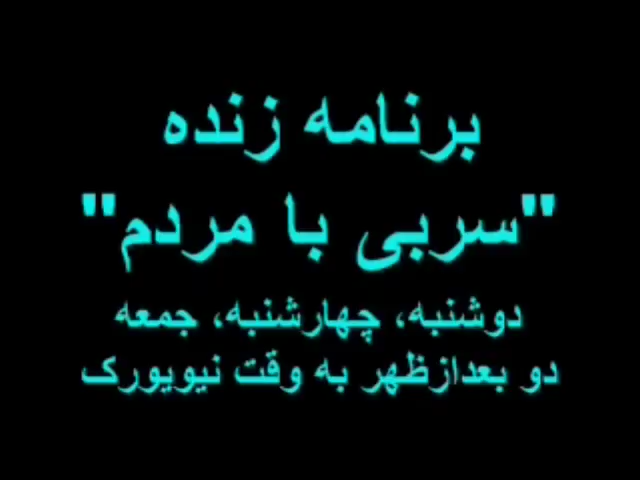 برنامه زنده
"سربی با مردم"
دوشنبه، چهارشنبه، جمعه
دو بعدازظهر به وقت نیویورک